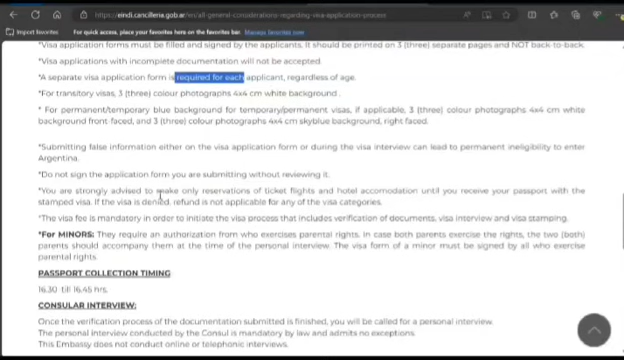 https://eindi.cancilleria.gob.ar/en/all-general-considerations-regarding-visa-application-process
Import favorites For quick access, place your favorites here on the favorites bar. Manage favorites now
*Visa application forms must be filled and signed by the applicants, it should be printed on 3 (three) separate pages and NOT back-to-back.
*Visa applications with incomplete documentation will not be accepted.
*A separate visa application form is required for each applicant, regardless of age.
*For transitory visas, 3 (three) colour photographs 4x4 cm white background .
* For permanent/temporary blue background for temporary/permanent visas, if applicable, 3 (three) colour photographs 4x4 cm white
background front-faced, and 3 (three) colour photographs 4x4 cm skyblue background, right faced.
*Submitting false information either on the visa application form or during the visa interview can lead to permanent ineligibility to enter
Argentina.
*Do not sign the application form you are submitting without reviewing it.
*You are strongly advised to make only reservations of ticket flights and hotel accomodation until you receive your passport with the
stamped visa. If the visa is denied, refund is not applicable for any of the visa categories.
*The visa fee is mandatory in order to initiate the visa process that includes verification of documents, visa interview and visa stamping.
*For MINORS: They require an authorization from who exercises parental rights. In case both parents exercise the rights, the two (both)
parents should accompany them at the time of the personal interview. The visa form of a minor must be signed by all who exercise
parental rights.
PASSPORT COLLECTION TIMING
16.30 till 16.45 hrs.
CONSULAR INTERVIEW:
Once the verification process of the documentation submitted is finished, you will be called for a personal interview.
The personal interview conducted by the Consul is mandatory by law and admits no exceptions.
This Embassy does not conduct online or telephonic interviews.